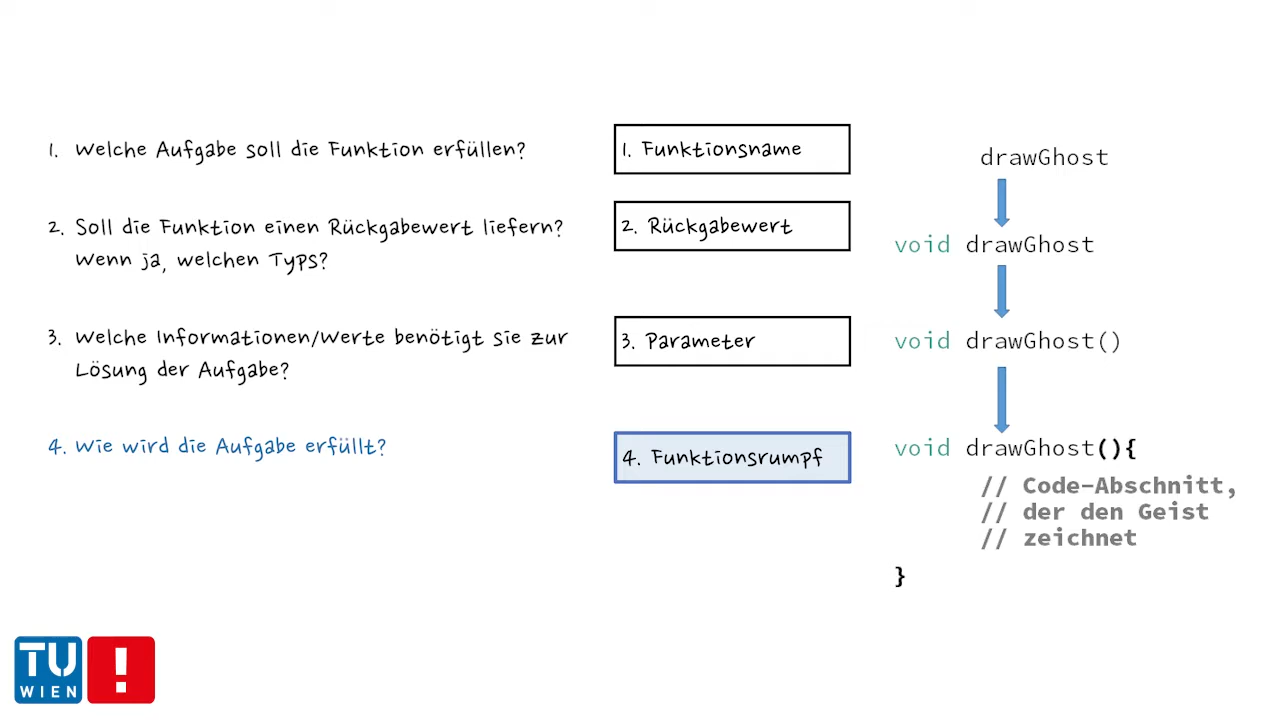 1. Welche Aufgabe soll die Funktion erfüllen?
1. Funktionsname
drawGhost
2. Soll die Funktion einen Rückgabewert liefern?
Wenn ja, welchen Typs?
2. Rückgabewert
void drawGhost
3. Welche Informationen/Werte benötigt sie zur
Lösung der Aufgabe?
3. Parameter
void drawGhost()
4. Wie wird die Aufgabe erfüllt?
4. Funktionsrumpf
void drawGhost(){
// Code-Abschnitt,
// der den Geist
// zeichnet
}
TU
WIEN
!